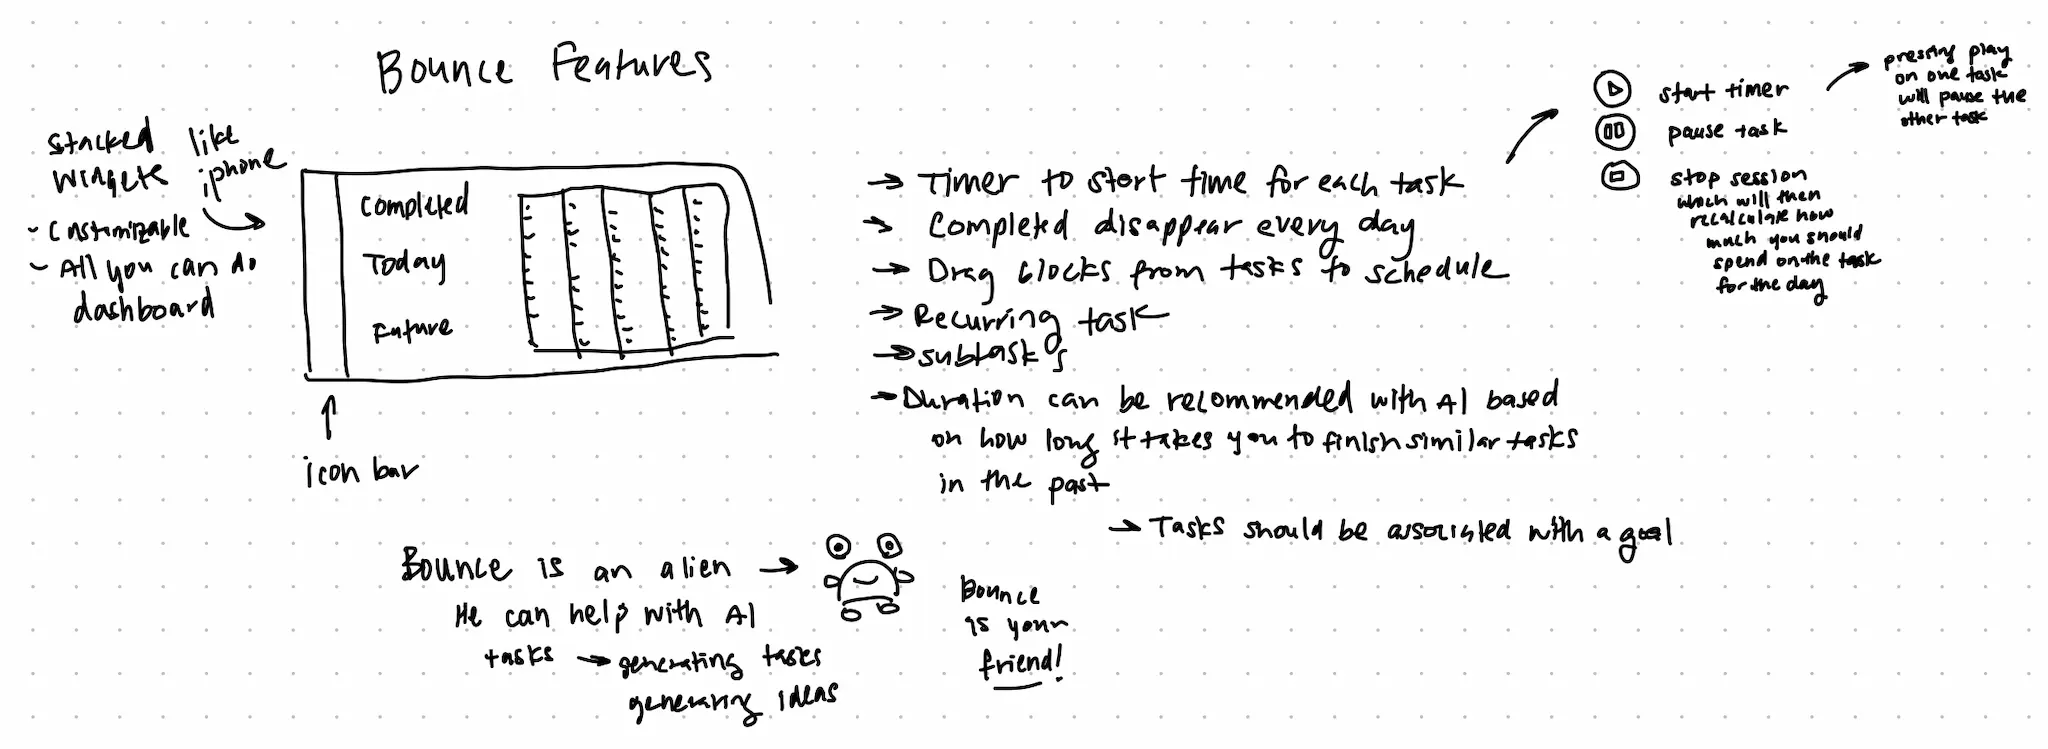 Bounce Features
stacked like
widgets iphone
- Customizable
- All you can do
dashboard
Completed
Today
Future
icon bar
→ Timer to start time for each task
→ Completed disappear every day
→ Drag blocks from tasks to schedule
→ Recurring task
→ subtasks
→ Duration can be recommended with AI based
on how long it takes you to finish similar tasks
in the past
→ Tasks should be associated with a goal
start timer
pause task
stop session
which will then
recalculate how
much you should
spend on the task
for the day
pressing play
on one task
will pause the
other task
Bounce is an alien →
He can help with AI
tasks → generating tasks
generating ideas
Bounce
is your
friend!